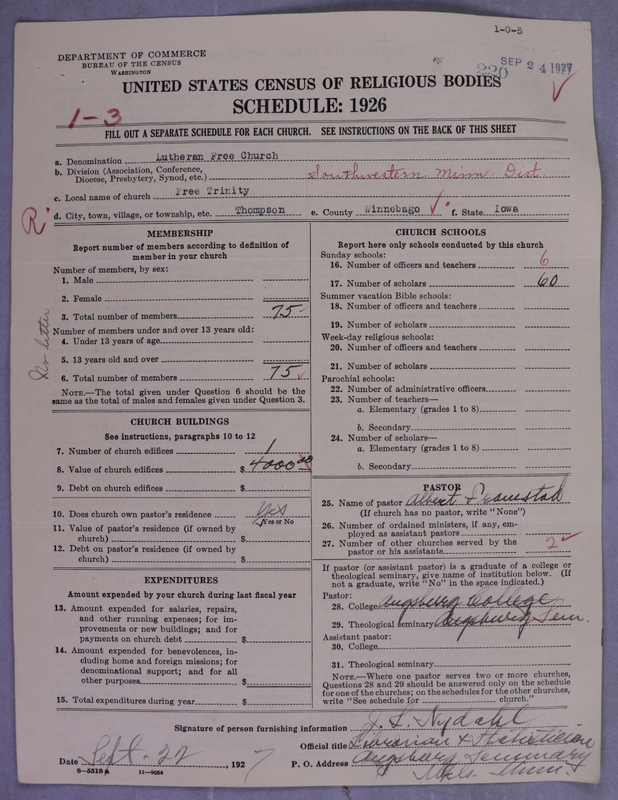 1-0-5
DEPARTMENT OF COMMERCE
BUREAU OF THE CENSUS
WASHINGTON
220 SEP 24 1927
UNITED STATES CENSUS OF RELIGIOUS BODIES
SCHEDULE: 1926
1-3
FILL OUT A SEPARATE SCHEDULE FOR EACH CHURCH. SEE INSTRUCTIONS ON THE BACK OF THIS SHEET
a. Denomination Lutheran Free Church
b. Division (Association, Conference, Diocese, Presbytery, Synod, etc.) Southwestern Minn. Dist
c. Local name of church Free Trinity
R
d. City, town, village, or township, etc. Thompson e. County Winnebago f. State Iowa
MEMBERSHIP
Report number of members according to definition of
member in your church
Number of members, by sex:
1. Male
2. Female
3. Total number of members 75
Number of members under and over 13 years old:
4. Under 13 years of age
5. 13 years old and over
6. Total number of members 75
NOTE.—The total given under Question 6 should be the
same as the total of males and females given under Question 3.
No letter
CHURCH BUILDINGS
See instructions, paragraphs 10 to 12
7. Number of church edifices 1
8. Value of church edifices $4000.00
9. Debt on church edifices $
10. Does church own pastor's residence Yes
Yes or No
11. Value of pastor's residence (if owned by
church) $
12. Debt on pastor's residence (if owned by
church) $
EXPENDITURES
Amount expended by your church during last fiscal year
13. Amount expended for salaries, repairs,
and other running expenses; for im-
provements or new buildings; and for
payments on church debt $
14. Amount expended for benevolences, in-
cluding home and foreign missions; for
denominational support; and for all
other purposes $
15. Total expenditures during year $
CHURCH SCHOOLS
Report here only schools conducted by this church
Sunday schools:
16. Number of officers and teachers 6
17. Number of scholars 60
Summer vacation Bible schools:
18. Number of officers and teachers
19. Number of scholars
Week-day religious schools:
20. Number of officers and teachers
21. Number of scholars
Parochial schools:
22. Number of administrative officers
23. Number of teachers—
a. Elementary (grades 1 to 8)
b. Secondary
24. Number of scholars—
a. Elementary (grades 1 to 8)
b. Secondary
PASTOR
25. Name of pastor Albert
(If church has no pastor, write "None")
26. Number of ordained ministers, if any, em-
ployed as assistant pastors
27. Number of other churches served by the
pastor or his assistants 2
If pastor (or assistant pastor) is a graduate of a college or
theological seminary, give name of institution below. (If
not a graduate, write "No" in the space indicated.)
Pastor:
28. College Augsburg College
29. Theological seminary Augsburg Sem.
Assistant pastor:
30. College
31. Theological seminary
NOTE.—Where one pastor serves two or more churches,
Questions 28 and 29 should be answered only on the schedule
for one of the churches; on the schedules for the other churches,
write "See schedule for church."
Signature of person furnishing information J. L. Nydahl
Official title Librarian & Statistician
Date Sept. 22, 1927 P. O. Address Augsburg Seminary
Mpls. Minn.
8-5518a 11-9054